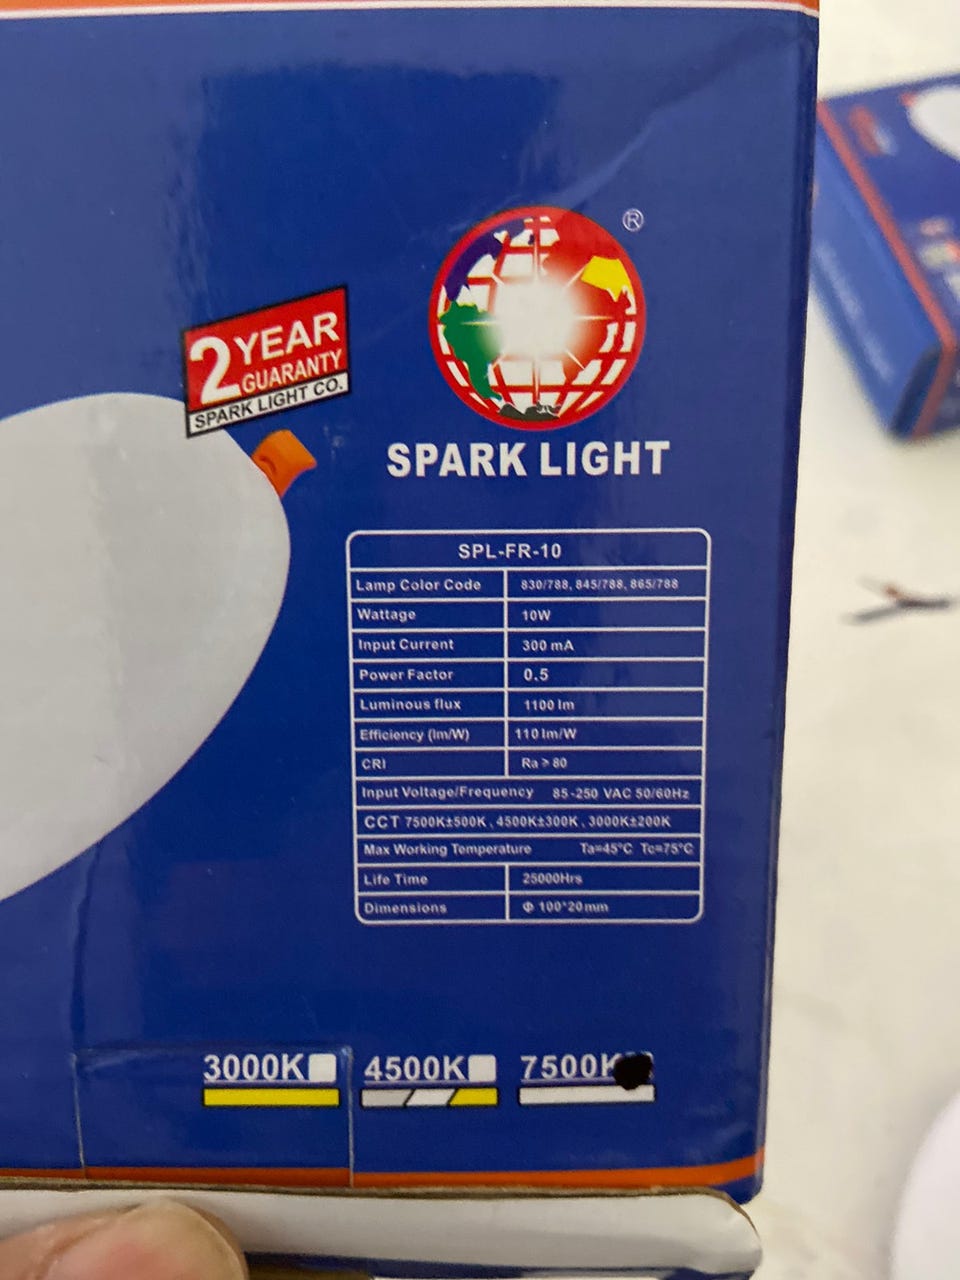 ®
2 YEAR
GUARANTY
SPARK LIGHT CO.
SPARK LIGHT
SPL-FR-10
Lamp Color Code 830/788, 845/788, 865/788
Wattage 10W
Input Current 300 mA
Power Factor 0.5
Luminous flux 1100 lm
Efficiency (lm/W) 110 lm/W
CRI Ra > 80
Input Voltage/Frequency 85-250 VAC 50/60Hz
CCT 7500K±500K , 4500K±300K , 3000K±200K
Max Working Temperature Ta=45°C Tc=75°C
Life Time 25000Hrs
Dimensions Φ 100*20mm
3000K 4500K 7500K